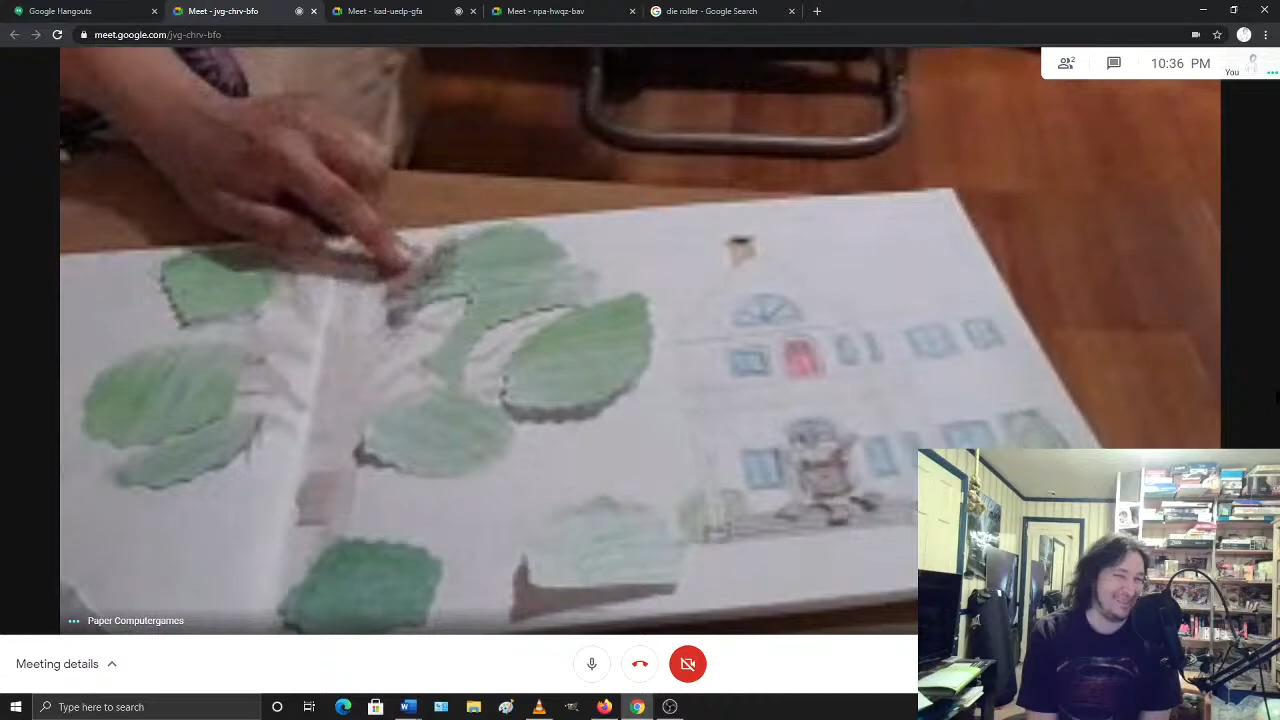 Google Hangouts
Meet - jvg-chrv-bfo
Meet - kad-uedp-gfa
Meet - npa-hwqz-bav
die roller - Google Search
meet.google.com/jvg-chrv-bfo
2
10:36 PM
You
Paper Computergames
Meeting details
Type here to search